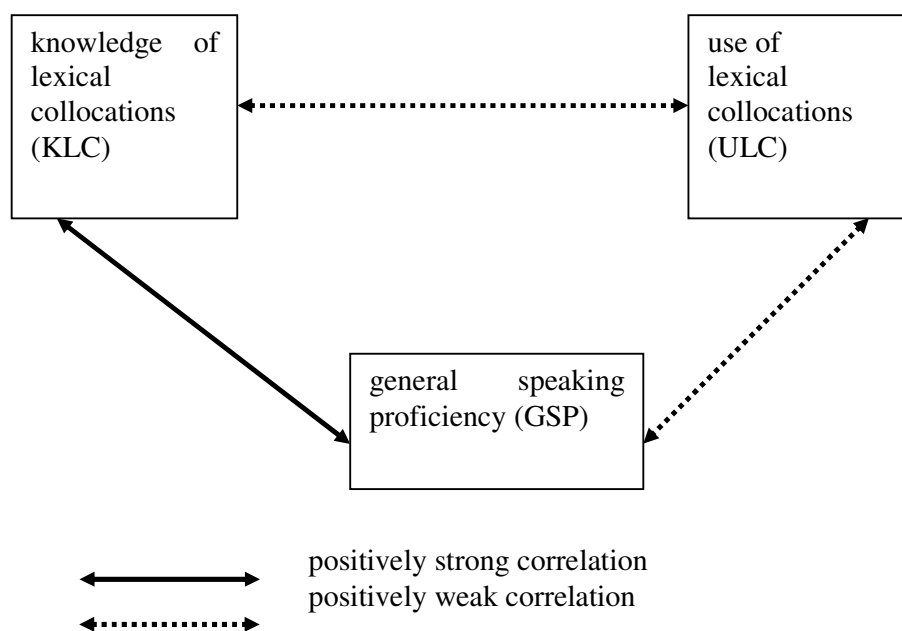 knowledge of
lexical
collocations
(KLC)
use of
lexical
collocations
(ULC)
general speaking
proficiency (GSP)
positively strong correlation
positively weak correlation